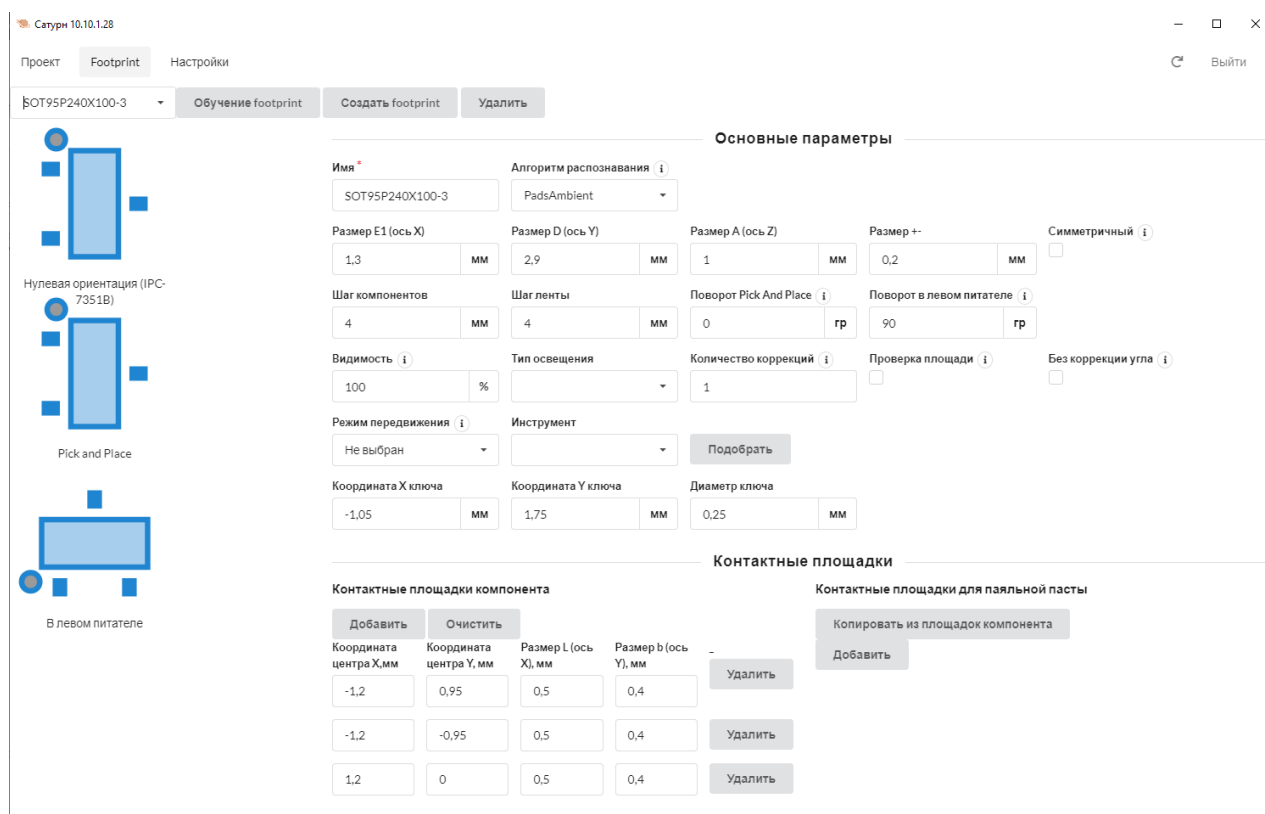 Сатурн 10.10.1.28
Проект Footprint Настройки Выйти
SOT95P240X100-3 Обучение footprint Создать footprint Удалить
Нулевая ориентация (IPC-
7351B)
Pick and Place
В левом питателе
Основные параметры
Имя * Алгоритм распознавания i
SOT95P240X100-3 PadsAmbient
Размер E1 (ось X) Размер D (ось Y) Размер A (ось Z) Размер +- Симметричный i
1,3 мм 2,9 мм 1 мм 0,2 мм
Шаг компонентов Шаг ленты Поворот Pick And Place i Поворот в левом питателе i
4 мм 4 мм 0 гр 90 гр
Видимость i Тип освещения Количество коррекций i Проверка площади i Без коррекции угла i
100 % 1
Режим передвижения i Инструмент
Не выбран Подобрать
Координата X ключа Координата Y ключа Диаметр ключа
-1,05 мм 1,75 мм 0,25 мм
Контактные площадки
Контактные площадки компонента
Добавить Очистить
Координата центра X,мм Координата центра Y, мм Размер L (ось X), мм Размер b (ось Y), мм -
-1,2 0,95 0,5 0,4 Удалить
-1,2 -0,95 0,5 0,4 Удалить
1,2 0 0,5 0,4 Удалить
Контактные площадки для паяльной пасты
Копировать из площадок компонента
Добавить